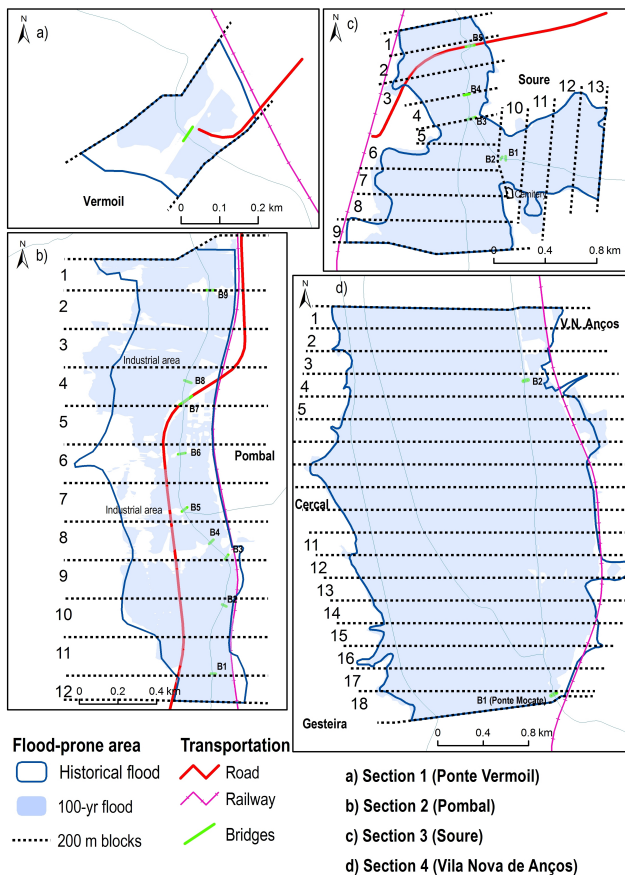 N
a)
Vermoil
0 0.1 0.2 km
N
c)
1
2
3
4
5
6
7
8
9
10
11
12
13
Soure
B5
B4
B3
B2
B1
Cemitery
0 0.4 0.8 km
N
b)
1
2
3
4
5
6
7
8
9
10
11
12
B9
Industrial area
B8
B7
Pombal
B6
Industrial area
B5
B4
B3
B2
B1
0 0.2 0.4 km
N
d)
1
2
3
4
5
11
12
13
14
15
16
17
18
V.N. Anços
B2
Cercal
B1 (Ponte Mocate)
Gesteira
0 0.4 0.8 km
Flood-prone area
Historical flood
100-yr flood
200 m blocks
Transportation
Road
Railway
Bridges
a) Section 1 (Ponte Vermoil)
b) Section 2 (Pombal)
c) Section 3 (Soure)
d) Section 4 (Vila Nova de Anços)